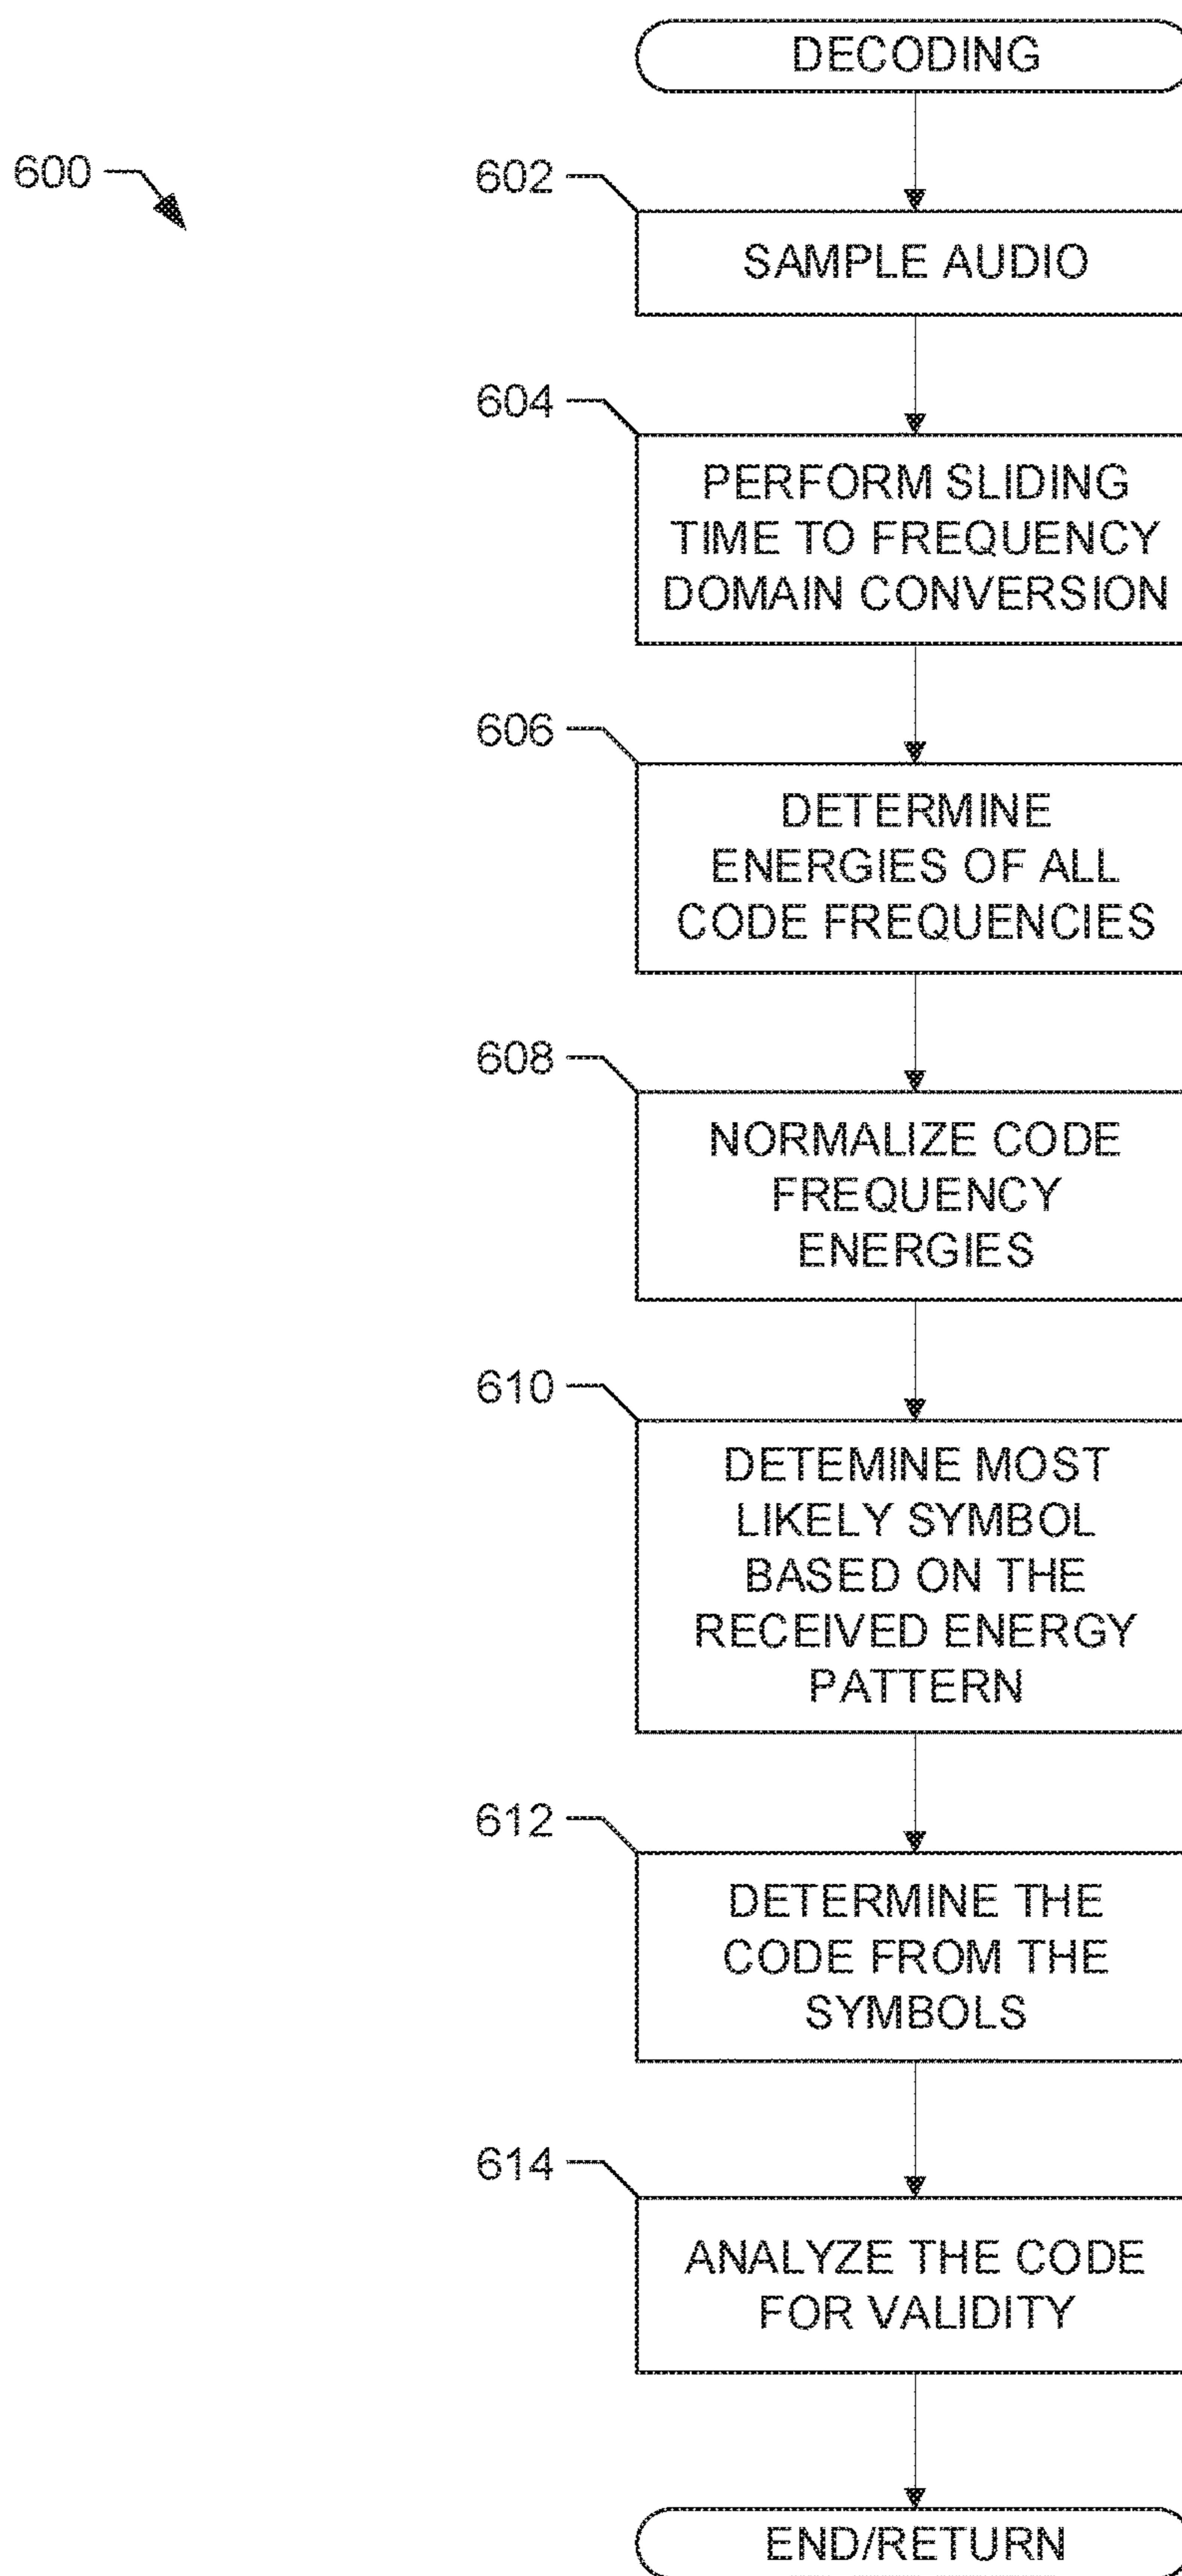 DECODING
600
602
SAMPLE AUDIO
604
PERFORM SLIDING
TIME TO FREQUENCY
DOMAIN CONVERSION
606
DETERMINE
ENERGIES OF ALL
CODE FREQUENCIES
608
NORMALIZE CODE
FREQUENCY
ENERGIES
610
DETEMINE MOST
LIKELY SYMBOL
BASED ON THE
RECEIVED ENERGY
PATTERN
612
DETERMINE THE
CODE FROM THE
SYMBOLS
614
ANALYZE THE CODE
FOR VALIDITY
END/RETURN